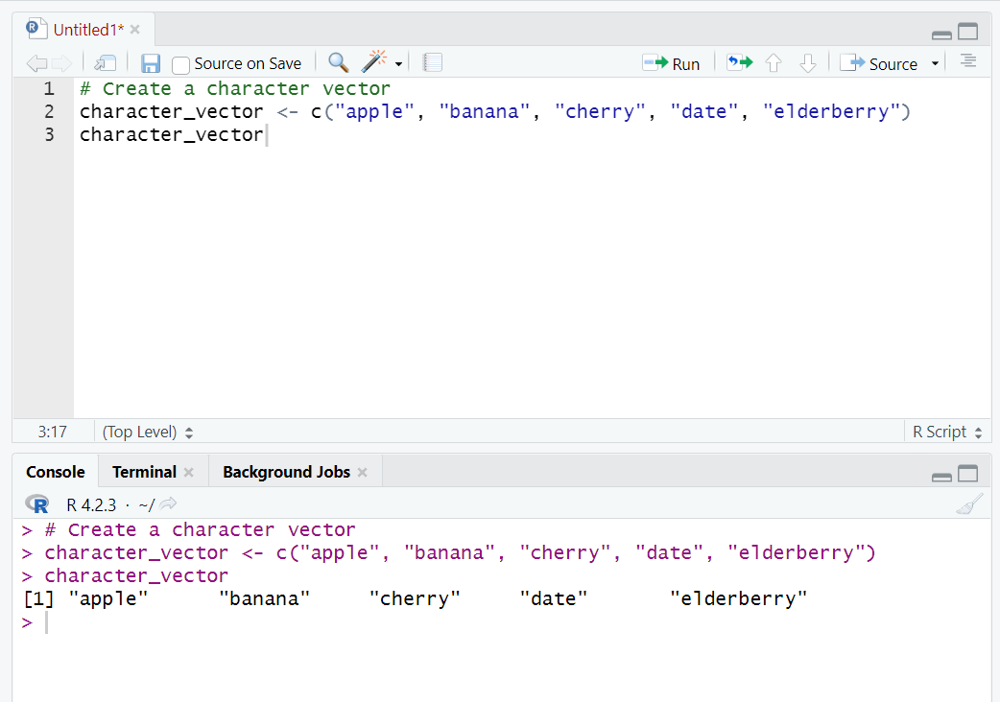 Untitled1*
Source on Save Run Source
1 # Create a character vector
2 character_vector <- c("apple", "banana", "cherry", "date", "elderberry")
3 character_vector
3:17 (Top Level) R Script
Console Terminal Background Jobs
R 4.2.3 · ~/
> # Create a character vector
> character_vector <- c("apple", "banana", "cherry", "date", "elderberry")
> character_vector
[1] "apple"      "banana"     "cherry"     "date"       "elderberry"
>